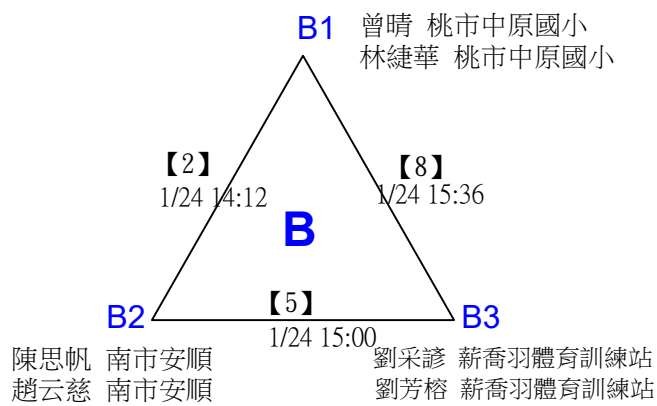 B1
曾晴 桃市中原國小
林緁華 桃市中原國小
【2】
1/24 14:12
【8】
1/24 15:36
B
B2
【5】
1/24 15:00
B3
陳思帆 南市安順
趙云慈 南市安順
劉采諺 薪喬羽體育訓練站
劉芳榕 薪喬羽體育訓練站